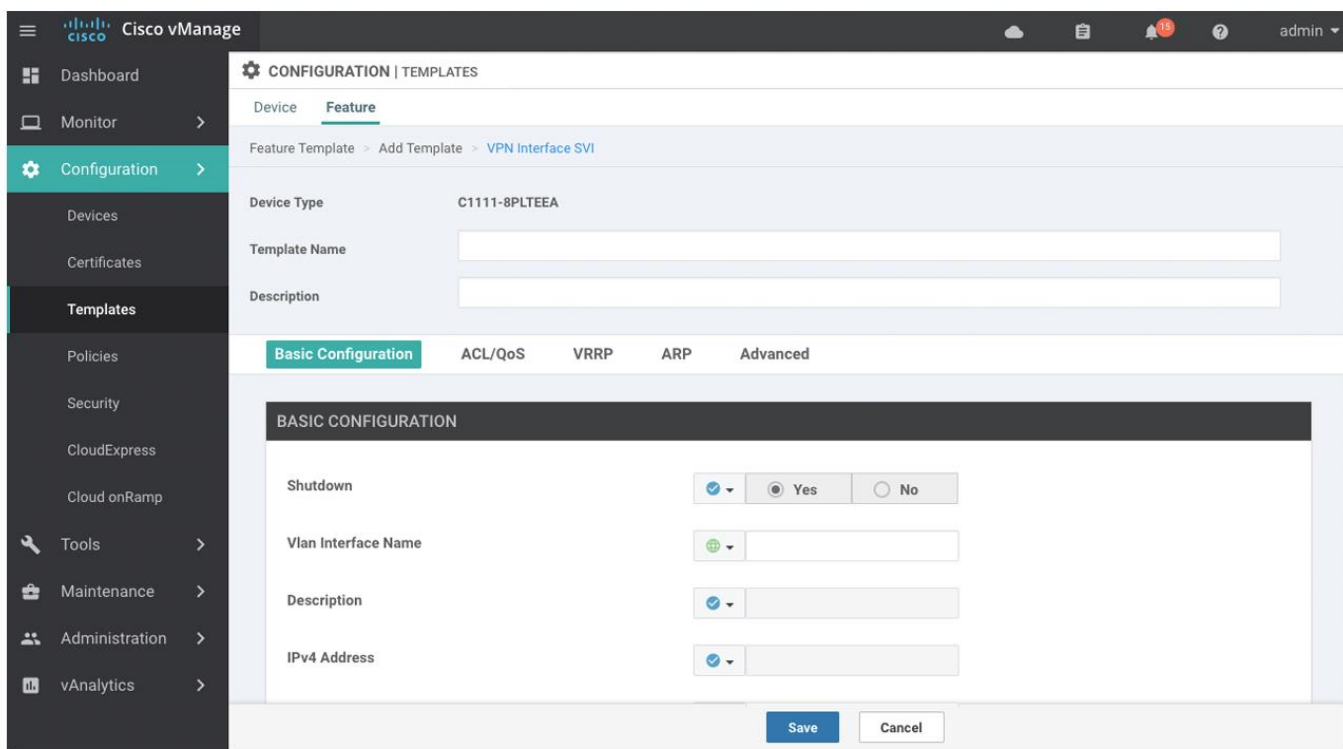 cisco Cisco vManage 15 admin
Dashboard
Monitor
Configuration
Devices
Certificates
Templates
Policies
Security
CloudExpress
Cloud onRamp
Tools
Maintenance
Administration
vAnalytics
CONFIGURATION | TEMPLATES
Device Feature
Feature Template > Add Template > VPN Interface SVI
Device Type C1111-8PLTEEA
Template Name
Description
Basic Configuration ACL/QoS VRRP ARP Advanced
BASIC CONFIGURATION
Shutdown Yes No
Vlan Interface Name
Description
IPv4 Address
Save Cancel